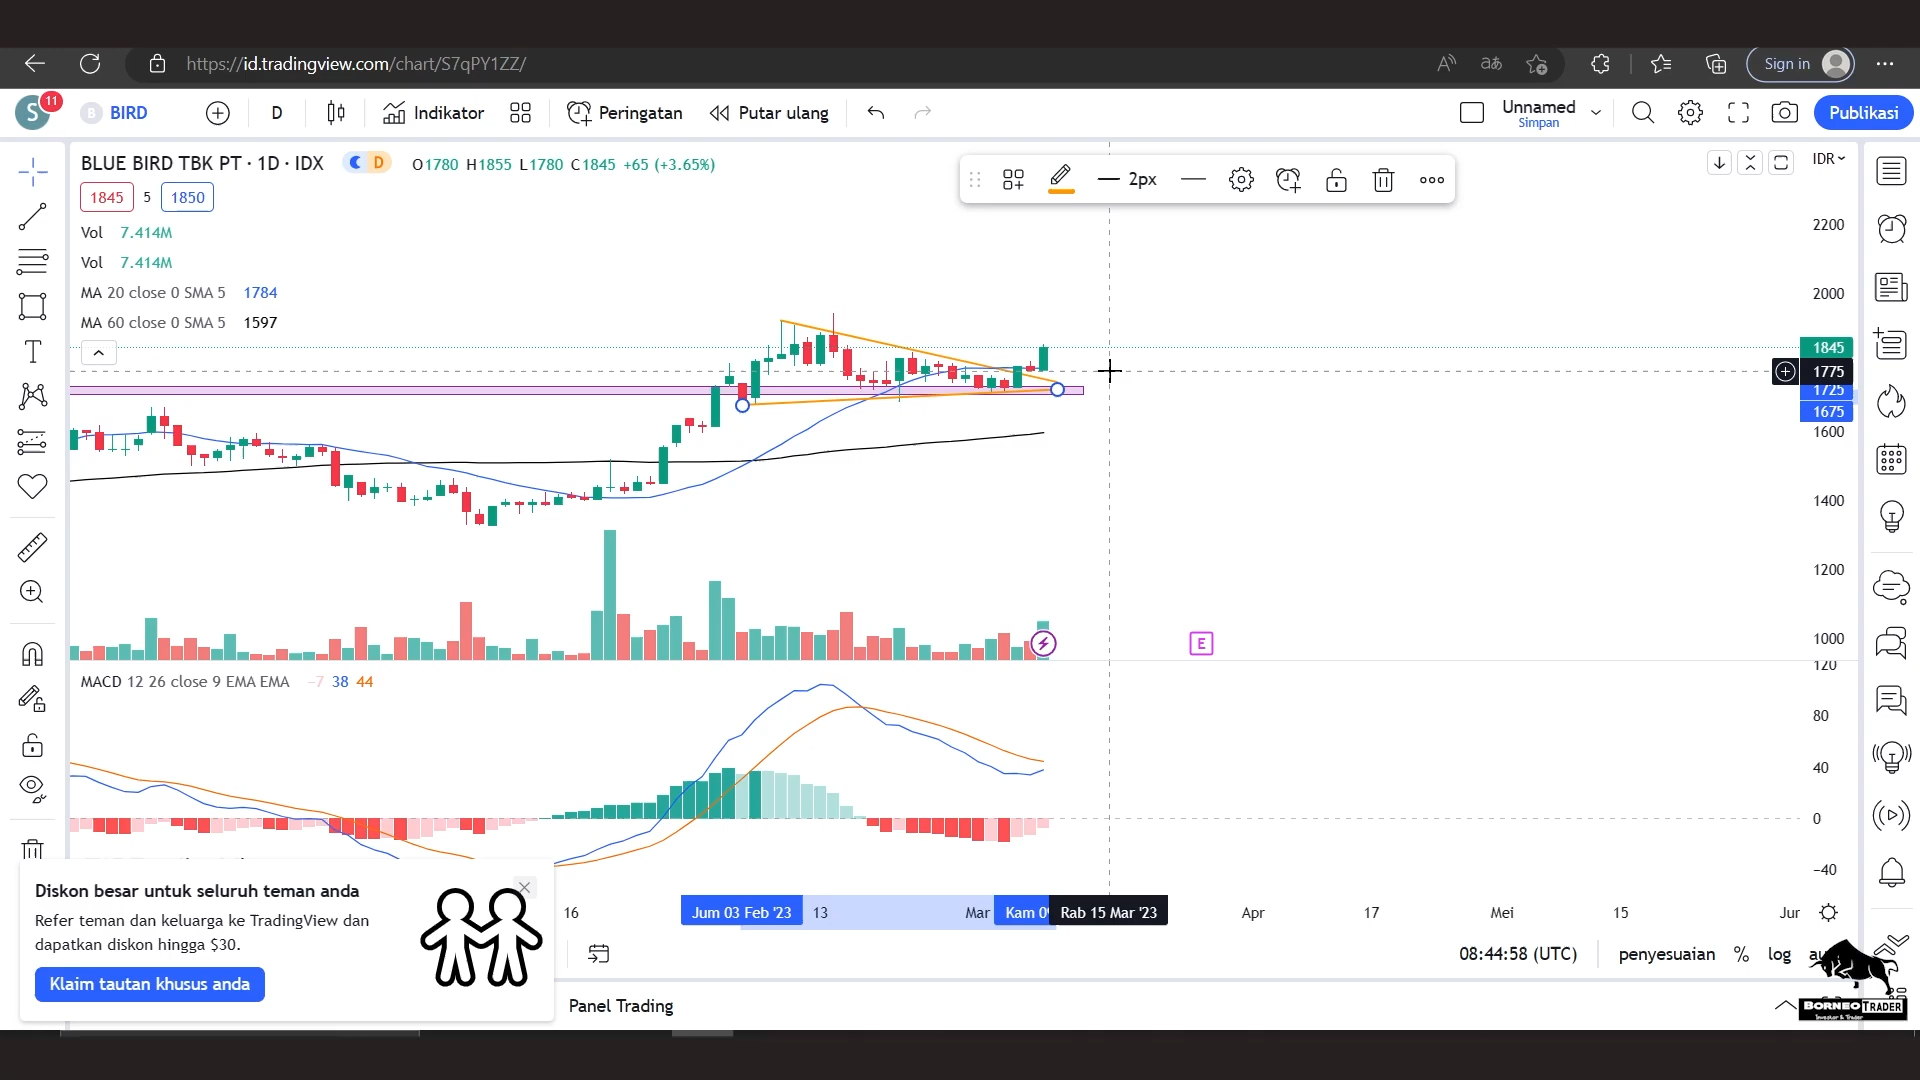 https://id.tradingview.com/chart/S7qPY1ZZ/
Sign in
S
11
B
BIRD
D
Indikator
Peringatan
Putar ulang
Unnamed
Simpan
Publikasi
BLUE BIRD TBK PT · 1D · IDX
D
O1780 H1855 L1780 C1845 +65 (+3.65%)
1845
5
1850
Vol 7.414M
Vol 7.414M
MA 20 close 0 SMA 5 1784
MA 60 close 0 SMA 5 1597
2px
IDR
2200
2000
1845
1775
1725
1675
1600
1400
1200
1000
E
120
MACD 12 26 close 9 EMA EMA −7 38 44
80
40
0
−40
16
Jum 03 Feb '23
13
Mar
Kam 0
Rab 15 Mar '23
Apr
17
Mei
15
Jur
Diskon besar untuk seluruh teman anda
Refer teman dan keluarga ke TradingView dan
dapatkan diskon hingga $30.
Klaim tautan khusus anda
08:44:58 (UTC)
penyesuaian
%
log
Panel Trading
BORNEO TRADER
Investor & Trader